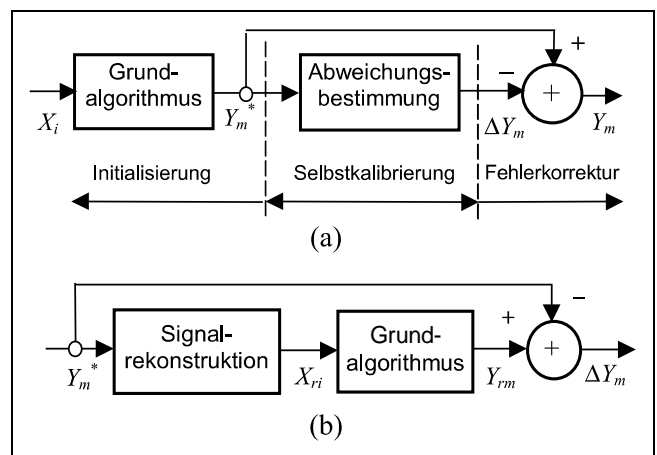 +
Grund-
algorithmus
Abweichungs-
bestimmung
−
+
X_i
Y_m*
ΔY_m
Y_m
Initialisierung
Selbstkalibrierung
Fehlerkorrektur
(a)
−
Signal-
rekonstruktion
Grund-
algorithmus
+
+
Y_m*
X_ri
Y_rm
ΔY_m
(b)